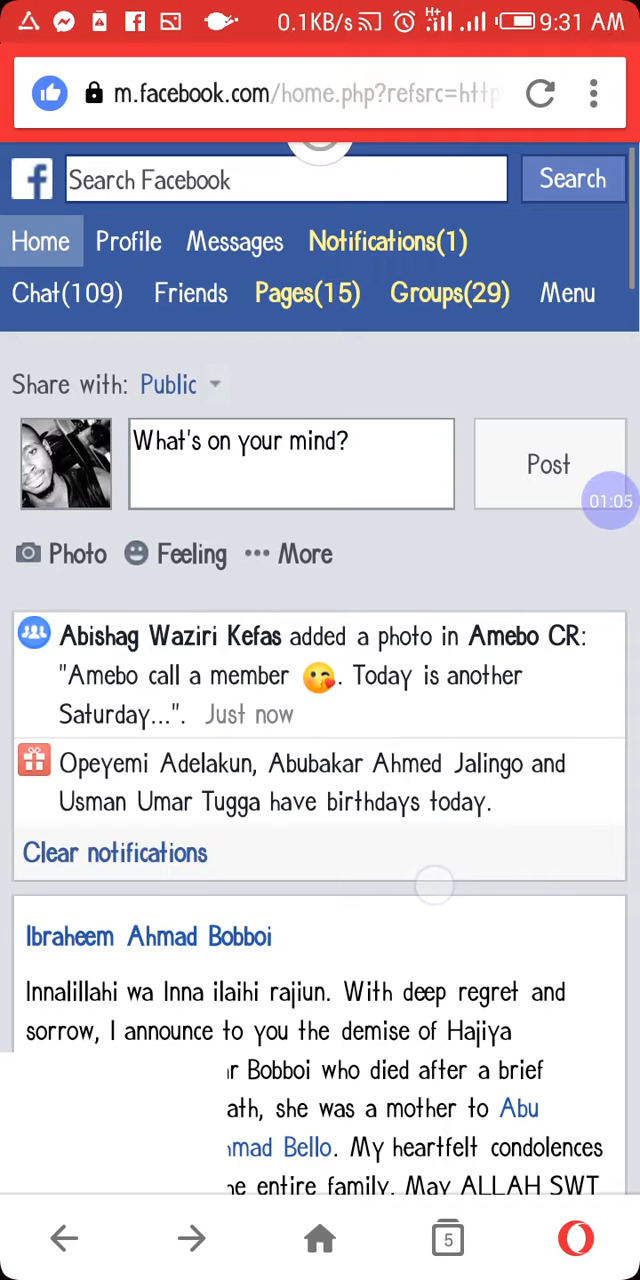 0.1KB/s H+ 9:31 AM
m.facebook.com/home.php?refsrc=http
Search Facebook Search
Home Profile Messages Notifications(1)
Chat(109) Friends Pages(15) Groups(29) Menu
Share with: Public
What's on your mind? Post
01:05
Photo Feeling ••• More
Abishag Waziri Kefas added a photo in Amebo CR:
"Amebo call a member 😘. Today is another
Saturday...". Just now
Opeyemi Adelakun, Abubakar Ahmed Jalingo and
Usman Umar Tugga have birthdays today.
Clear notifications
Ibraheem Ahmad Bobboi
Innalillahi wa Inna ilaihi rajiun. With deep regret and
sorrow, I announce to you the demise of Hajiya
r Bobboi who died after a brief
ath, she was a mother to Abu
mad Bello. My heartfelt condolences
e entire family. May ALLAH SWT
5